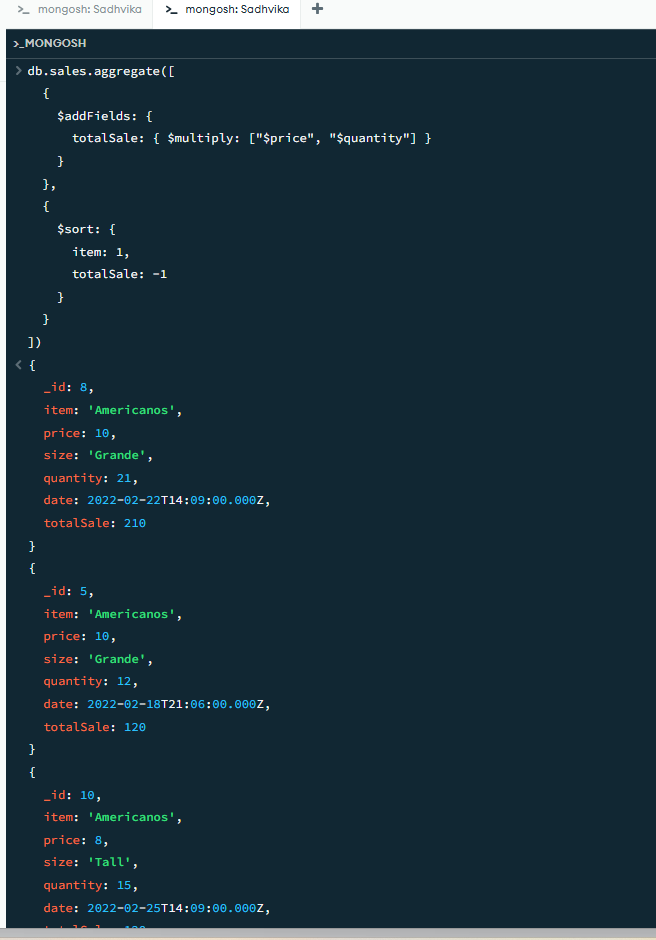 >_ mongosh: Sadhvika >_ mongosh: Sadhvika +
>_MONGOSH
> db.sales.aggregate([
{
$addFields: {
totalSale: { $multiply: ["$price", "$quantity"] }
}
},
{
$sort: {
item: 1,
totalSale: -1
}
}
])
< {
_id: 8,
item: 'Americanos',
price: 10,
size: 'Grande',
quantity: 21,
date: 2022-02-22T14:09:00.000Z,
totalSale: 210
}
{
_id: 5,
item: 'Americanos',
price: 10,
size: 'Grande',
quantity: 12,
date: 2022-02-18T21:06:00.000Z,
totalSale: 120
}
{
_id: 10,
item: 'Americanos',
price: 8,
size: 'Tall',
quantity: 15,
date: 2022-02-25T14:09:00.000Z,